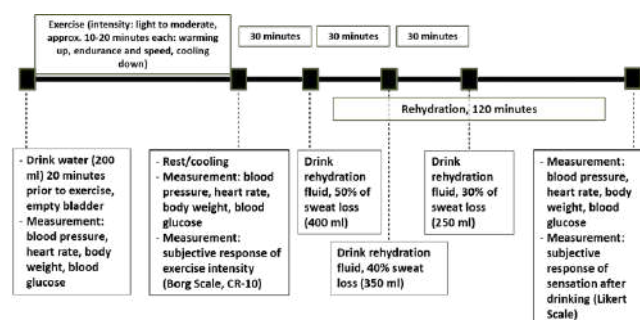 Exercise (intensity: light to moderate,
approx. 10-20 minutes each: warming
up, endurance and speed, cooling
down)
30 minutes
30 minutes
30 minutes
Rehydration, 120 minutes
- Drink water (200
ml) 20 minutes
prior to exercise,
empty bladder
- Measurement:
blood pressure,
heart rate, body
weight, blood
glucose
- Rest/cooling
- Measurement: blood
pressure, heart rate,
body weight, blood
glucose
- Measurement:
subjective response of
exercise intensity
(Borg Scale, CR-10)
Drink
rehydration
fluid, 50% of
sweat loss
(400 ml)
Drink rehydration
fluid, 40% sweat
loss (350 ml)
Drink
rehydration
fluid, 30% of
sweat loss
(250 ml)
- Measurement:
blood pressure,
heart rate, body
weight, blood
glucose
- Measurement:
subjective
response of
sensation after
drinking (Likert
Scale)